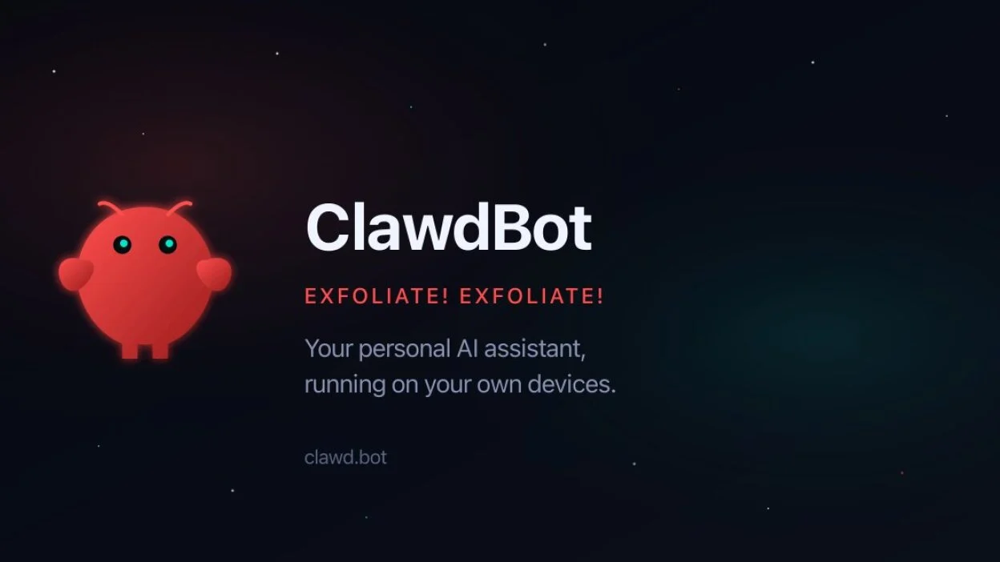 ClawdBot
EXFOLIATE! EXFOLIATE!
Your personal AI assistant,
running on your own devices.
clawd.bot